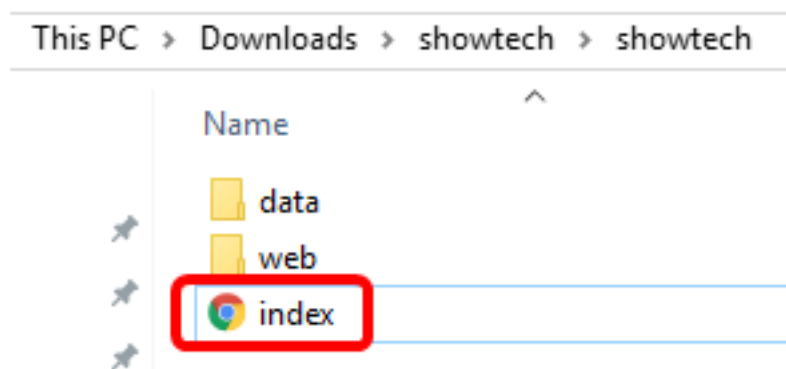 This PC > Downloads > showtech > showtech
Name
data
web
index